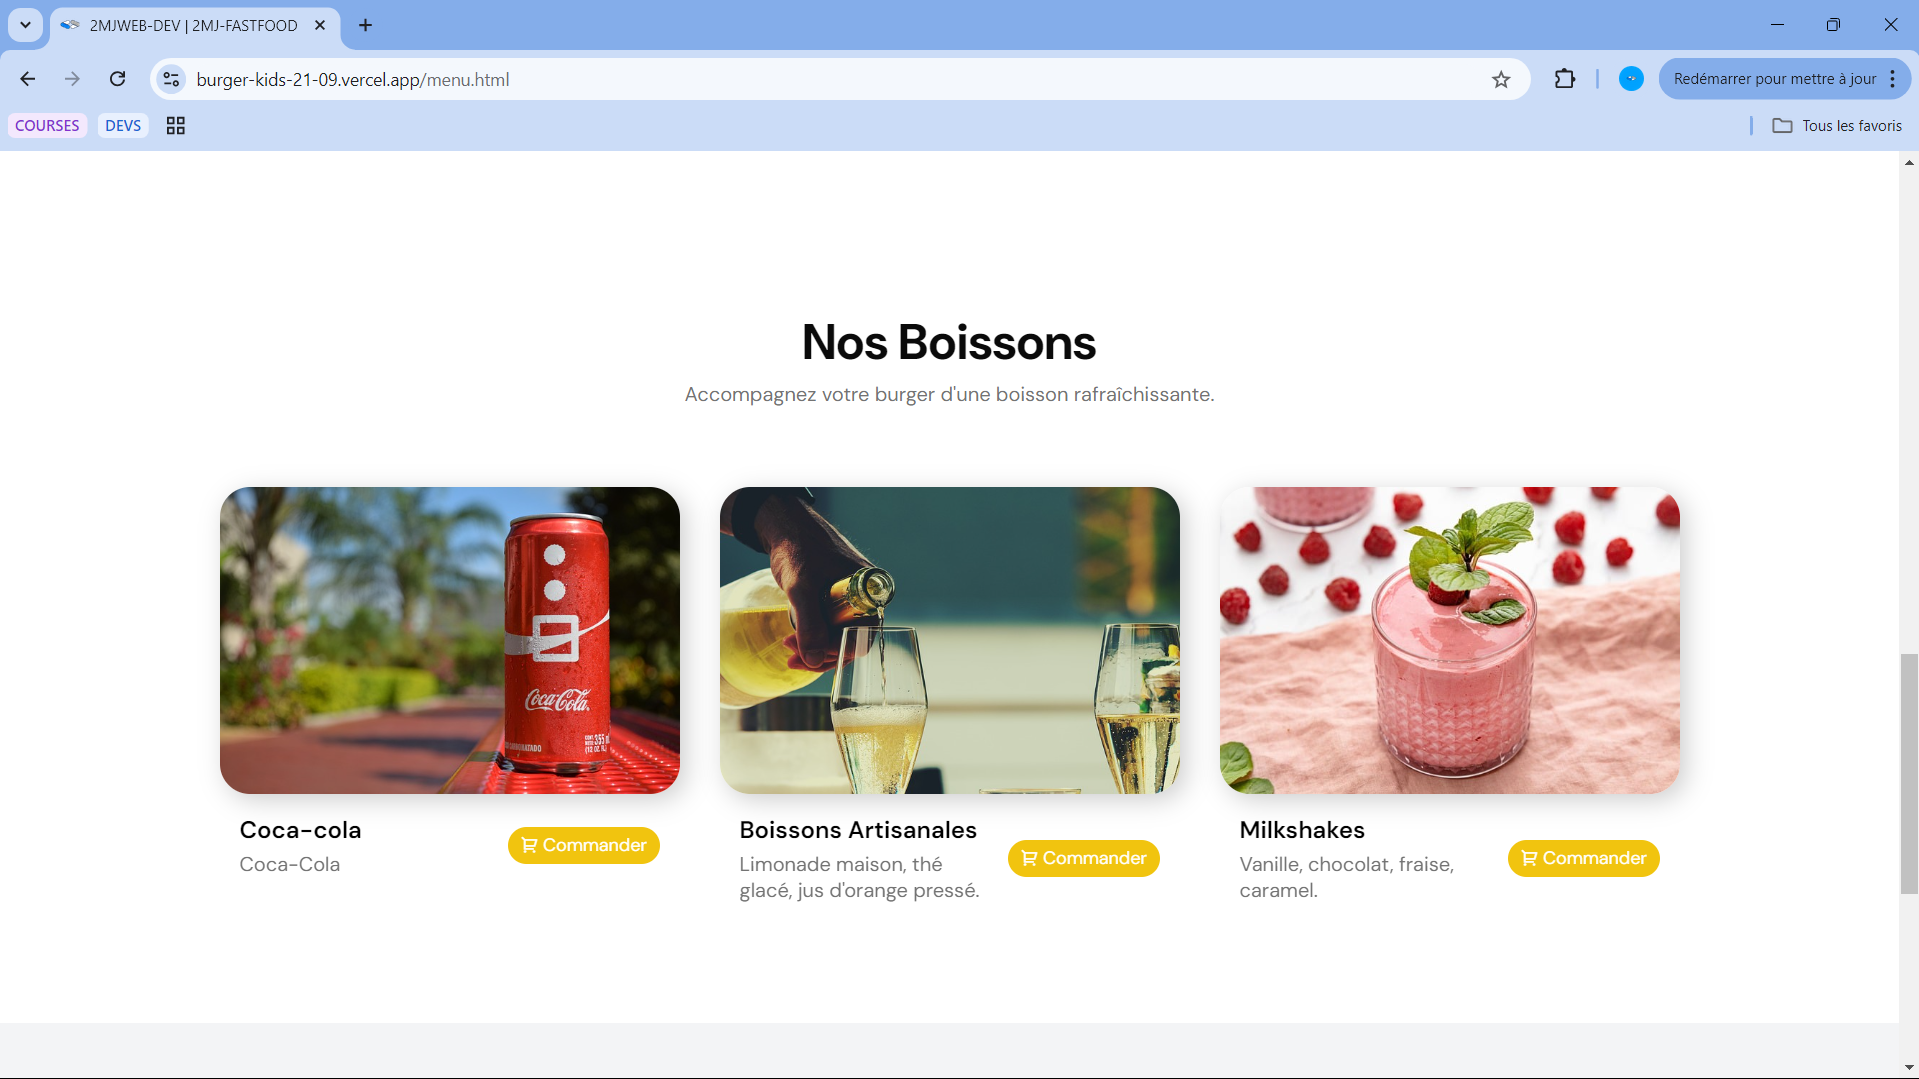 2MJWEB-DEV | 2MJ-FASTFOOD
burger-kids-21-09.vercel.app/menu.html
Redémarrer pour mettre à jour
COURSES
DEVS
Tous les favoris
Nos Boissons
Accompagnez votre burger d'une boisson rafraîchissante.
Coca-Cola
355
Coca-cola
Coca-Cola
Commander
Boissons Artisanales
Limonade maison, thé
glacé, jus d'orange pressé.
Commander
Milkshakes
Vanille, chocolat, fraise,
caramel.
Commander